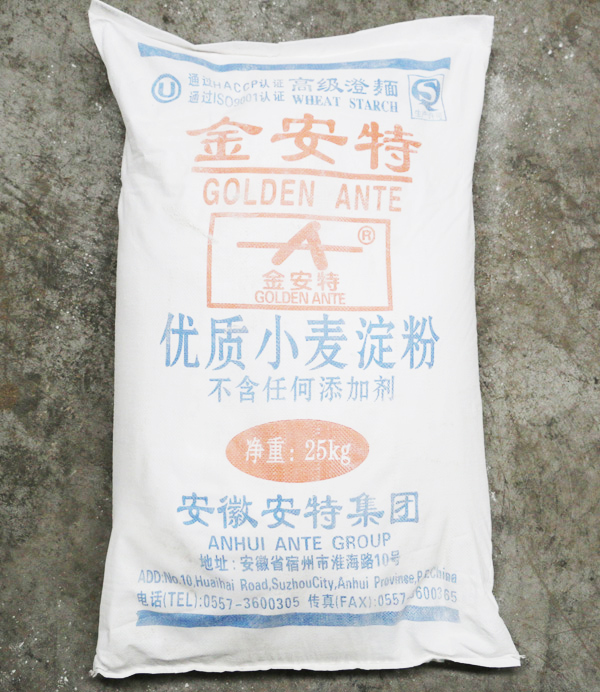 通过HACCP认证
通过ISO9001认证
高级澄麵
WHEAT STARCH
金安特
GOLDEN ANTE
®
金安特
GOLDEN ANTE
优质小麦淀粉
不含任何添加剂
净重：25kg
安徽安特集团
ANHUI ANTE GROUP
地址：安徽省宿州市淮海路10号
ADD:No.10,Huaihai Road,SuzhouCity,Anhui Province,P.R.China
电话(TEL):0557-3600305 传真(FAX):0557-3600365